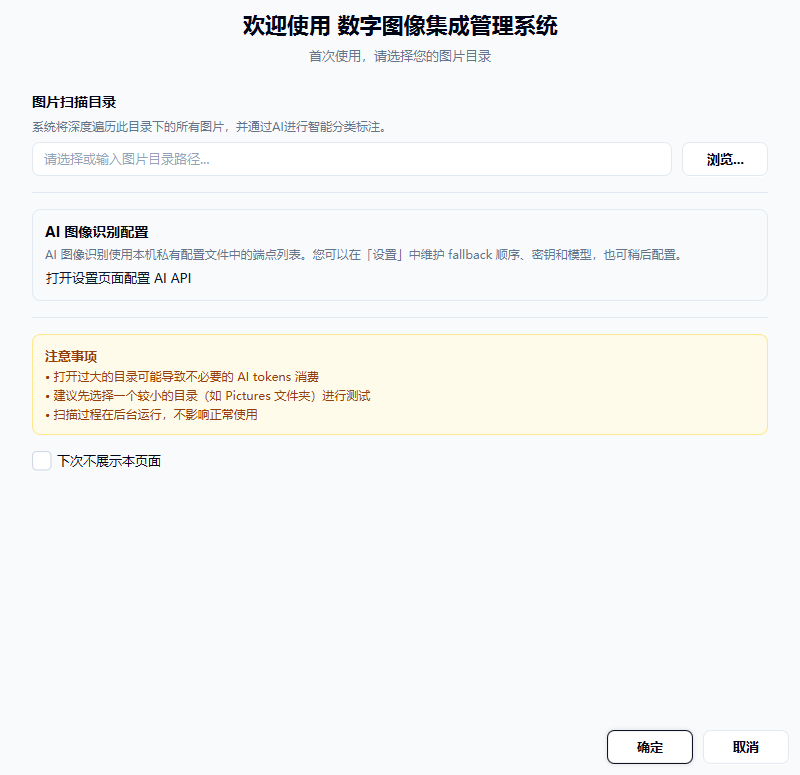 欢迎使用 数字图像集成管理系统
首次使用，请选择您的图片目录
图片扫描目录
系统将深度遍历此目录下的所有图片，并通过AI进行智能分类标注。
请选择或输入图片目录路径...
浏览...
AI 图像识别配置
AI 图像识别使用本机私有配置文件中的端点列表。您可以在「设置」中维护 fallback 顺序、密钥和模型，也可稍后配置。
打开设置页面配置 AI API
注意事项
• 打开过大的目录可能导致不必要的 AI tokens 消费
• 建议先选择一个较小的目录（如 Pictures 文件夹）进行测试
• 扫描过程在后台运行，不影响正常使用
下次不展示本页面
确定
取消